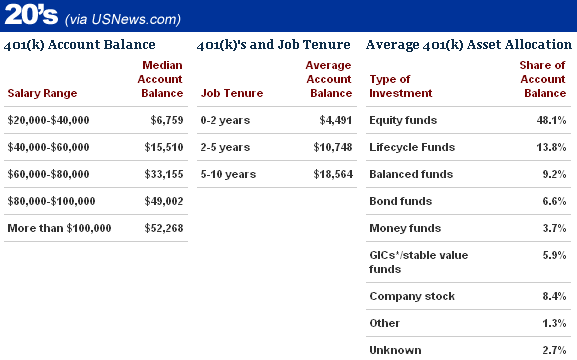 20's (via USNews.com)
401(k) Account Balance
Salary Range Median Account Balance
$20,000-$40,000 $6,759
$40,000-$60,000 $15,510
$60,000-$80,000 $33,155
$80,000-$100,000 $49,002
More than $100,000 $52,268
401(k)'s and Job Tenure
Job Tenure Average Account Balance
0-2 years $4,491
2-5 years $10,748
5-10 years $18,564
Average 401(k) Asset Allocation
Type of Investment Share of Account Balance
Equity funds 48.1%
Lifecycle Funds 13.8%
Balanced funds 9.2%
Bond funds 6.6%
Money funds 3.7%
GICs*/stable value funds 5.9%
Company stock 8.4%
Other 1.3%
Unknown 2.7%